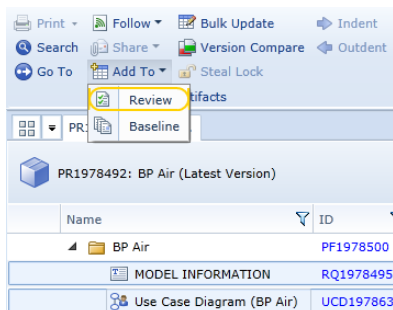 Print Follow Bulk Update Indent
Search Share Version Compare Outdent
Go To Add To Steal Lock
Review
tifacts
Baseline
PR1978492: BP Air (Latest Version)
Name ID
BP Air PF1978500
MODEL INFORMATION RQ1978495
Use Case Diagram (BP Air) UCD197863